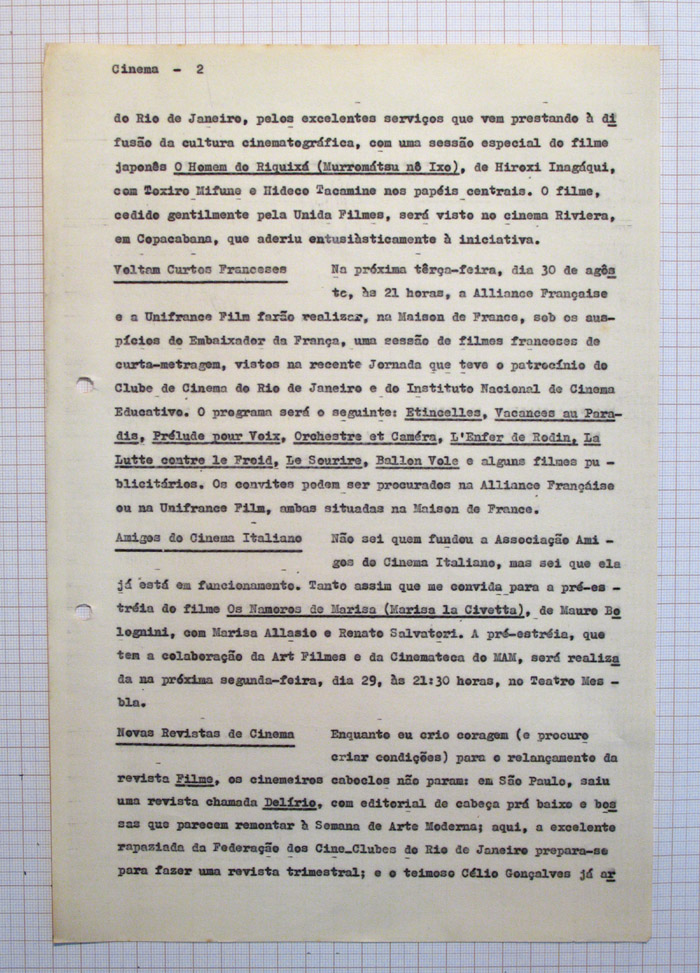 Cinema - 2
do Rio de Janeiro, pelos excelentes serviços que vem prestando à di
fusão da cultura cinematográfica, com uma sessão especial do filme
japonês O Homem do Riquixá (Murromátsu nô Ixo), de Hiroxi Inagáqui,
com Toxiro Mifune e Hideco Tacamine nos papéis centrais. O filme,
cedido gentilmente pela Unida Filmes, será visto no cinema Riviera,
em Copacabana, que aderiu entusiàsticamente à iniciativa.
Voltam Curtos Franceses Na próxima têrça-feira, dia 30 de agôs
to, às 21 horas, a Alliance Française
e a Unifrance Film farão realizar, na Maison de France, sob os aus-
pícios do Embaixador da França, uma sessão de filmes franceses de
curta-metragem, vistos na recente Jornada que teve o patrocínio do
Clube de Cinema do Rio de Janeiro e do Instituto Nacional de Cinema
Educativo. O programa será o seguinte: Etincelles, Vacances au Para-
dis, Prélude pour Voix, Orchestre et Caméra, L'Enfer de Rodin, La
Lutte contre le Froid, Le Sourire, Ballon Vole e alguns filmes pu -
blicitários. Os convites podem ser procurados na Alliance Française
ou na Unifrance Film, ambas situadas na Maison de France.
Amigos do Cinema Italiano Não sei quem fundou a Associação Ami -
gos do Cinema Italiano, mas sei que ela
já está em funcionamento. Tanto assim que me convida para a pré-es -
tréia do filme Os Namoros de Marisa (Marisa la Civetta), de Mauro Bo
lognini, com Marisa Allasio e Renato Salvatori. A pré-estréia, que
tem a colaboração da Art Filmes e da Cinemateca do MAM, será realiza
da na próxima segunda-feira, dia 29, às 21:30 horas, no Teatro Mes -
bla.
Novas Revistas de Cinema Enquanto eu crio coragem (e procuro
criar condições) para o relançamento da
revista Filme, os cinemeiros caboclos não param: em São Paulo, saiu
uma revista chamada Delírio, com editorial de cabeça prá baixo e bos
sas que parecem remontar à Semana de Arte Moderna; aqui, a excelente
rapaziada da Federação dos Cine-Clubes do Rio de Janeiro prepara-se
para fazer uma revista trimestral; e o teimoso Célio Gonçalves já ar